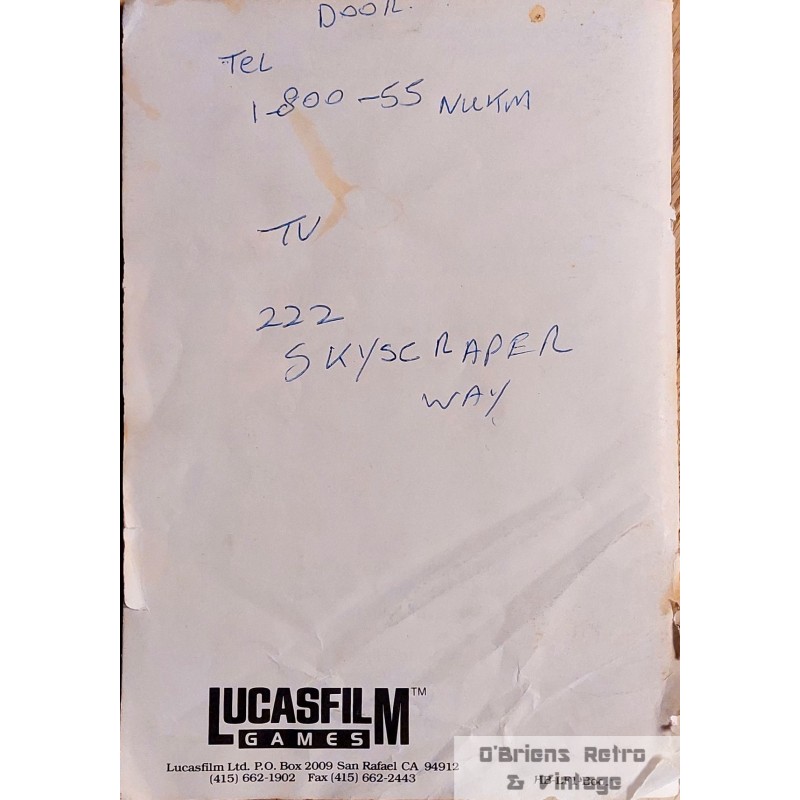 DOOR.
Tel
1-800-55 NUKM
TV
222
SKYSCRAPER
WAY
LUCASFILM™
GAMES
Lucasfilm Ltd. P.O. Box 2009 San Rafael CA 94912
(415) 662-1902 Fax (415) 662-2443
O'Briens Retro
& Vintage